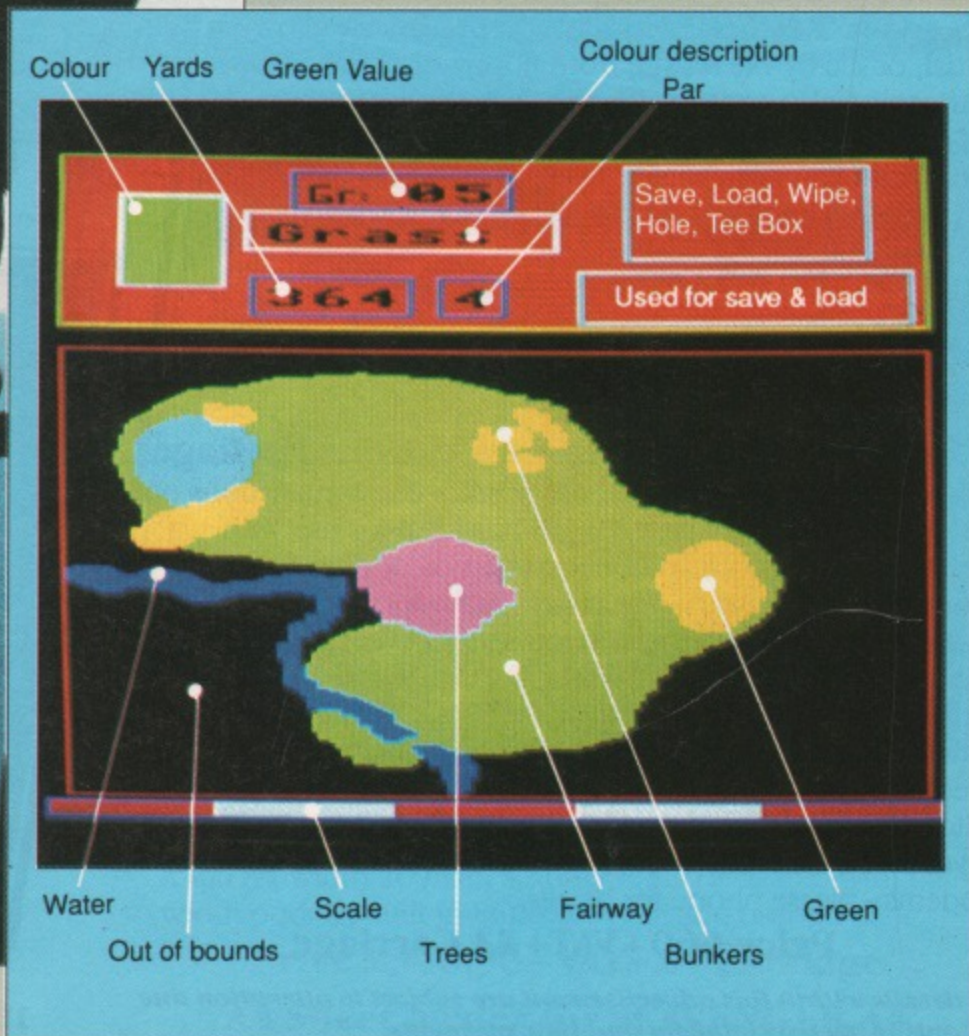 Colour Yards Green Value Colour description
Par
Gr: .05
Save, Load, Wipe,
Hole, Tee Box
Grass
364 4
Used for save & load
Water Scale Fairway Green
Out of bounds Trees Bunkers